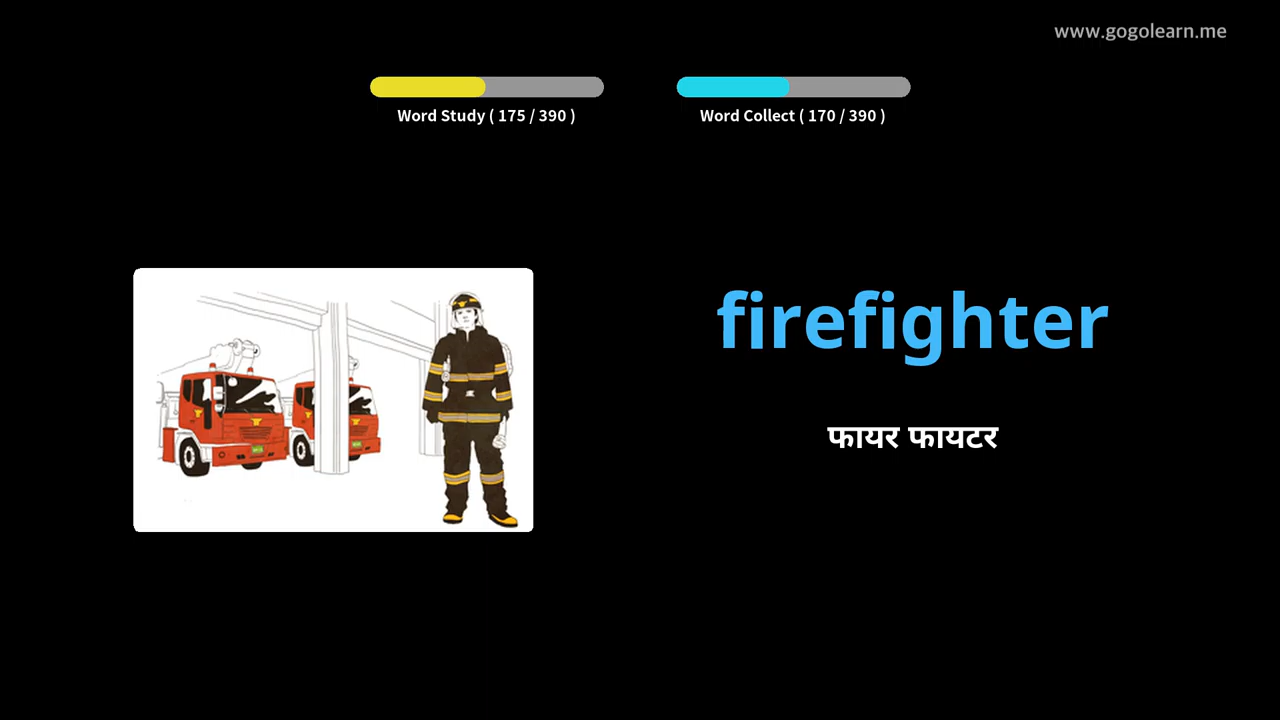 www.gogolearn.me
Word Study ( 175 / 390 )
Word Collect ( 170 / 390 )
firefighter
फायर फायटर